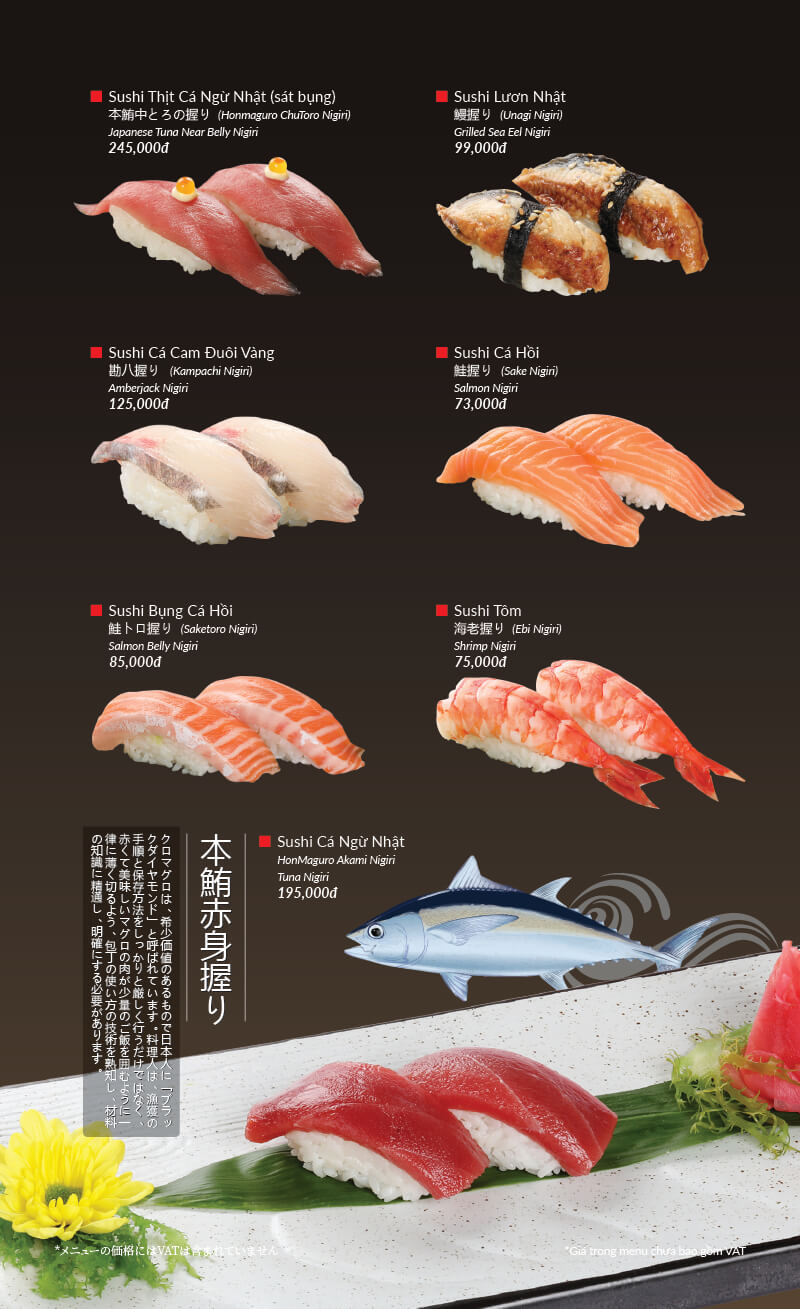 Sushi Thịt Cá Ngừ Nhật (sát bụng)
本鮪中とろの握り (Honmaguro ChuToro Nigiri)
Japanese Tuna Near Belly Nigiri
245,000đ
Sushi Lươn Nhật
鰻握り (Unagi Nigiri)
Grilled Sea Eel Nigiri
99,000đ
Sushi Cá Cam Đuôi Vàng
勘八握り (Kampachi Nigiri)
Amberjack Nigiri
125,000đ
Sushi Cá Hồi
鮭握り (Sake Nigiri)
Salmon Nigiri
73,000đ
Sushi Bụng Cá Hồi
鮭トロ握り (Saketoro Nigiri)
Salmon Belly Nigiri
85,000đ
Sushi Tôm
海老握り (Ebi Nigiri)
Shrimp Nigiri
75,000đ
Sushi Cá Ngừ Nhật
HonMaguro Akami Nigiri
Tuna Nigiri
195,000đ
本鮪赤身握り
クロマグロは、希少価値のあるもので日本人に「ブラッ
クダイヤモンド」と呼ばれています。料理人は、漁獲の
手順と保存方法をしっかりと厳しく行うだけではなく、
赤くて美味しいマグロの肉が少量のご飯を囲むように一
律に薄く切るよう、包丁の使い方の技術を熟知し、材料
の知識に精通し、明確にする必要があります。
*メニューの価格にはVATは含まれていません
*Giá trong menu chưa bao gồm VAT